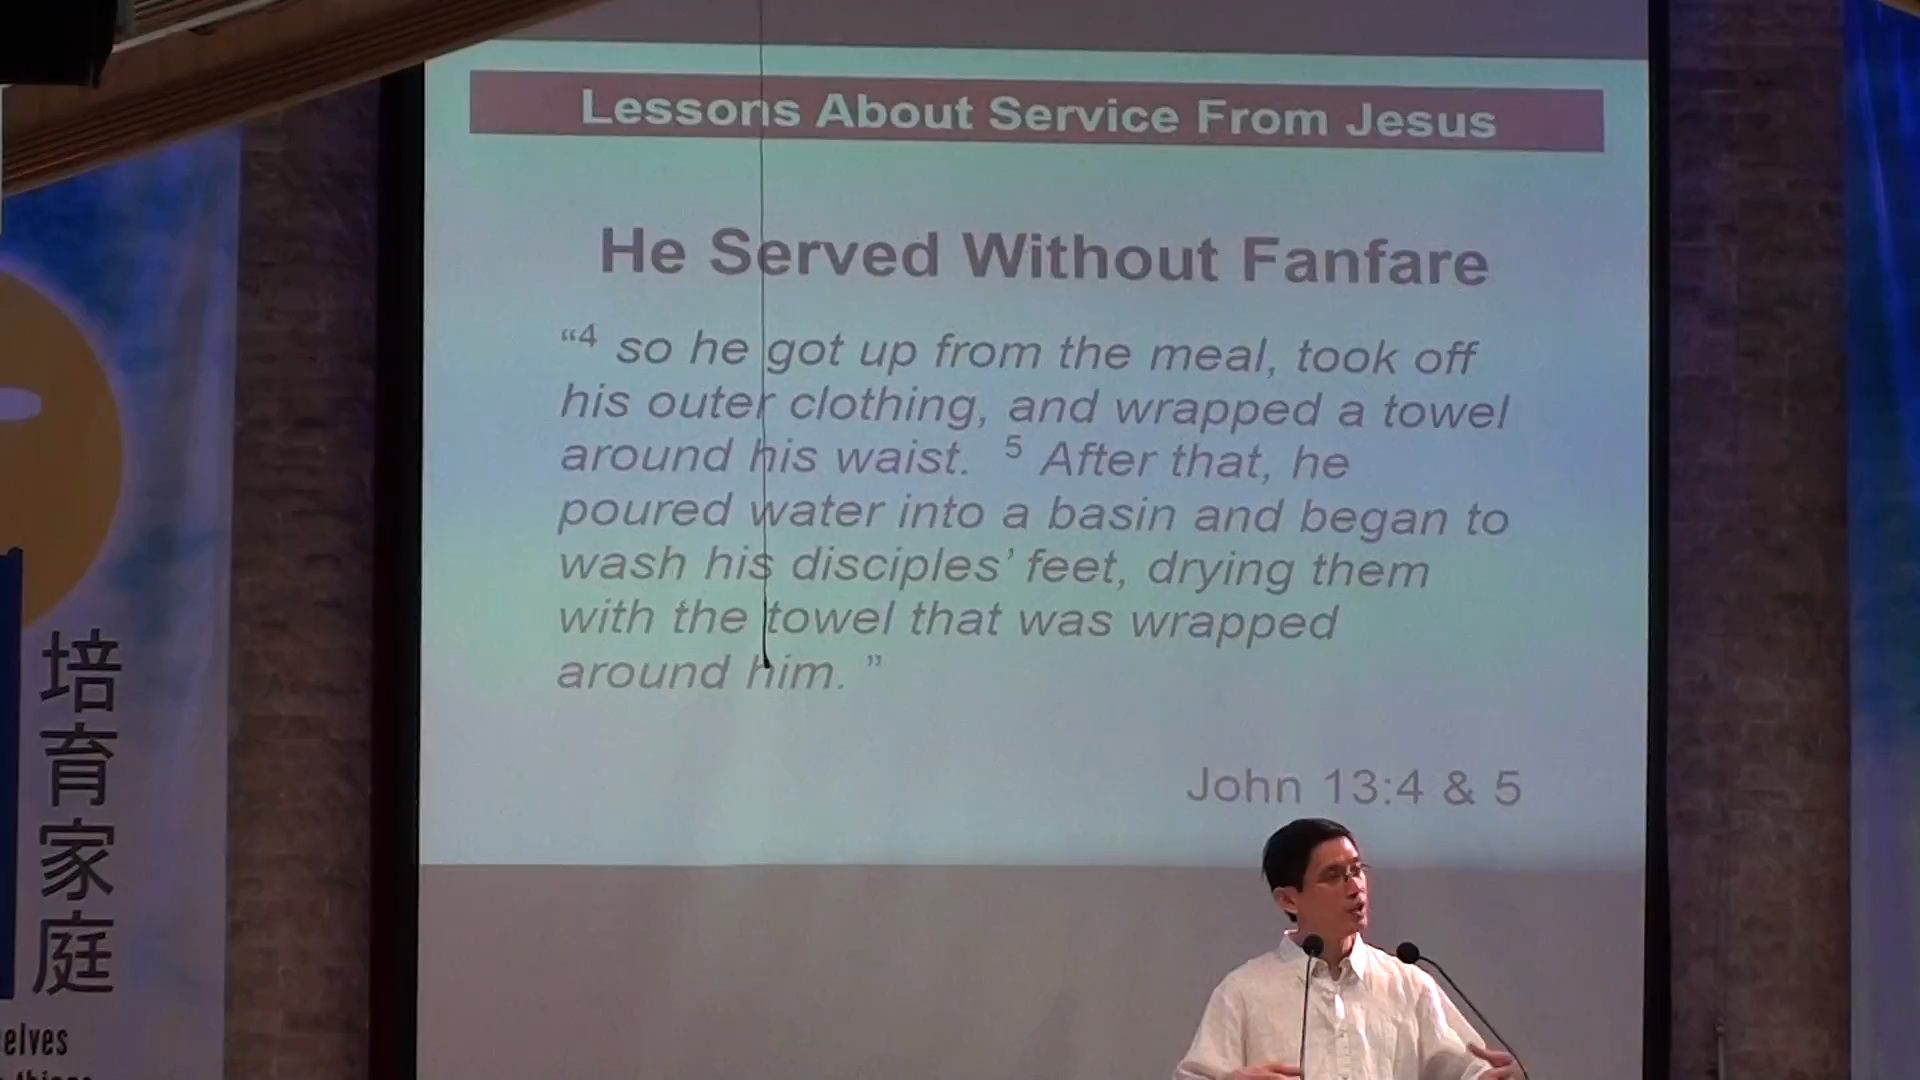 Lessons About Service From Jesus
He Served Without Fanfare
“4 so he got up from the meal, took off
his outer clothing, and wrapped a towel
around his waist. 5 After that, he
poured water into a basin and began to
wash his disciples’ feet, drying them
with the towel that was wrapped
around him. ”
John 13:4 & 5
培育家庭